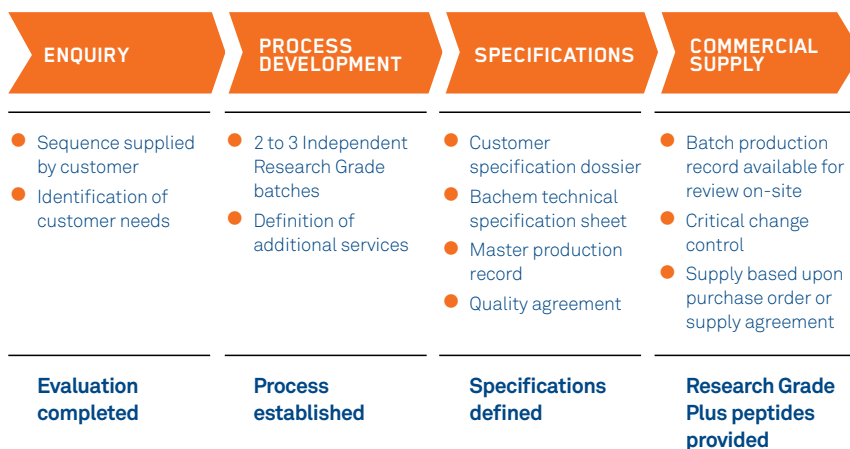 ENQUIRY
PROCESS
DEVELOPMENT
SPECIFICATIONS
COMMERCIAL
SUPPLY
Sequence supplied
by customer
Identification of
customer needs
2 to 3 Independent
Research Grade
batches
Definition of
additional services
Customer
specification dossier
Bachem technical
specification sheet
Master production
record
Quality agreement
Batch production
record available for
review on-site
Critical change
control
Supply based upon
purchase order or
supply agreement
Evaluation
completed
Process
established
Specifications
defined
Research Grade
Plus peptides
provided